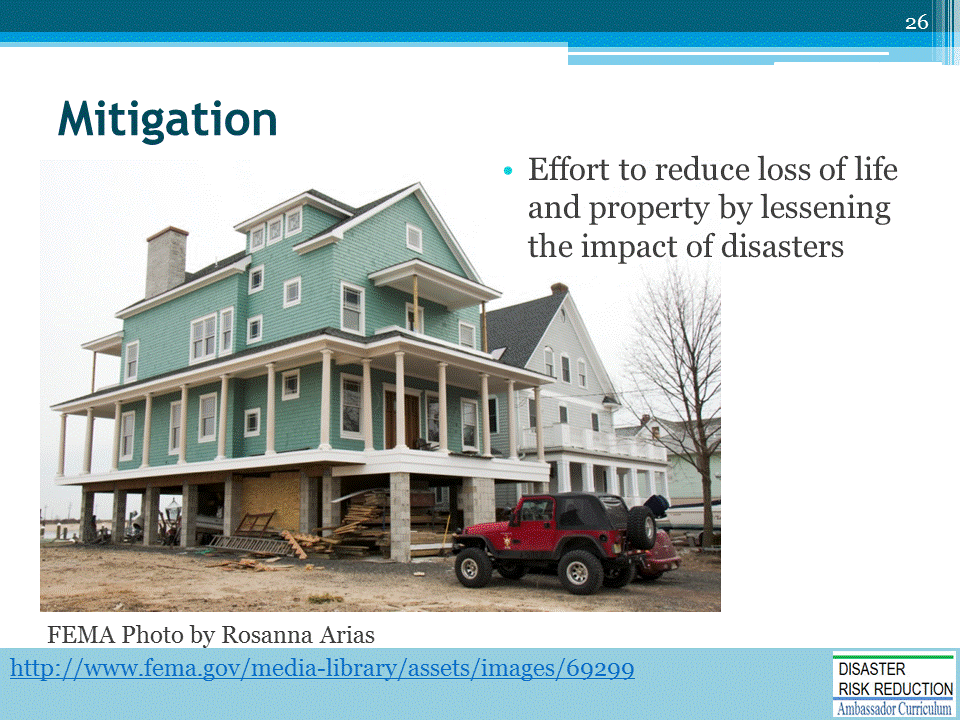 26
Mitigation
• Effort to reduce loss of life
and property by lessening
the impact of disasters
FEMA Photo by Rosanna Arias
http://www.fema.gov/media-library/assets/images/69299
DISASTER
RISK REDUCTION
Ambassador Curriculum